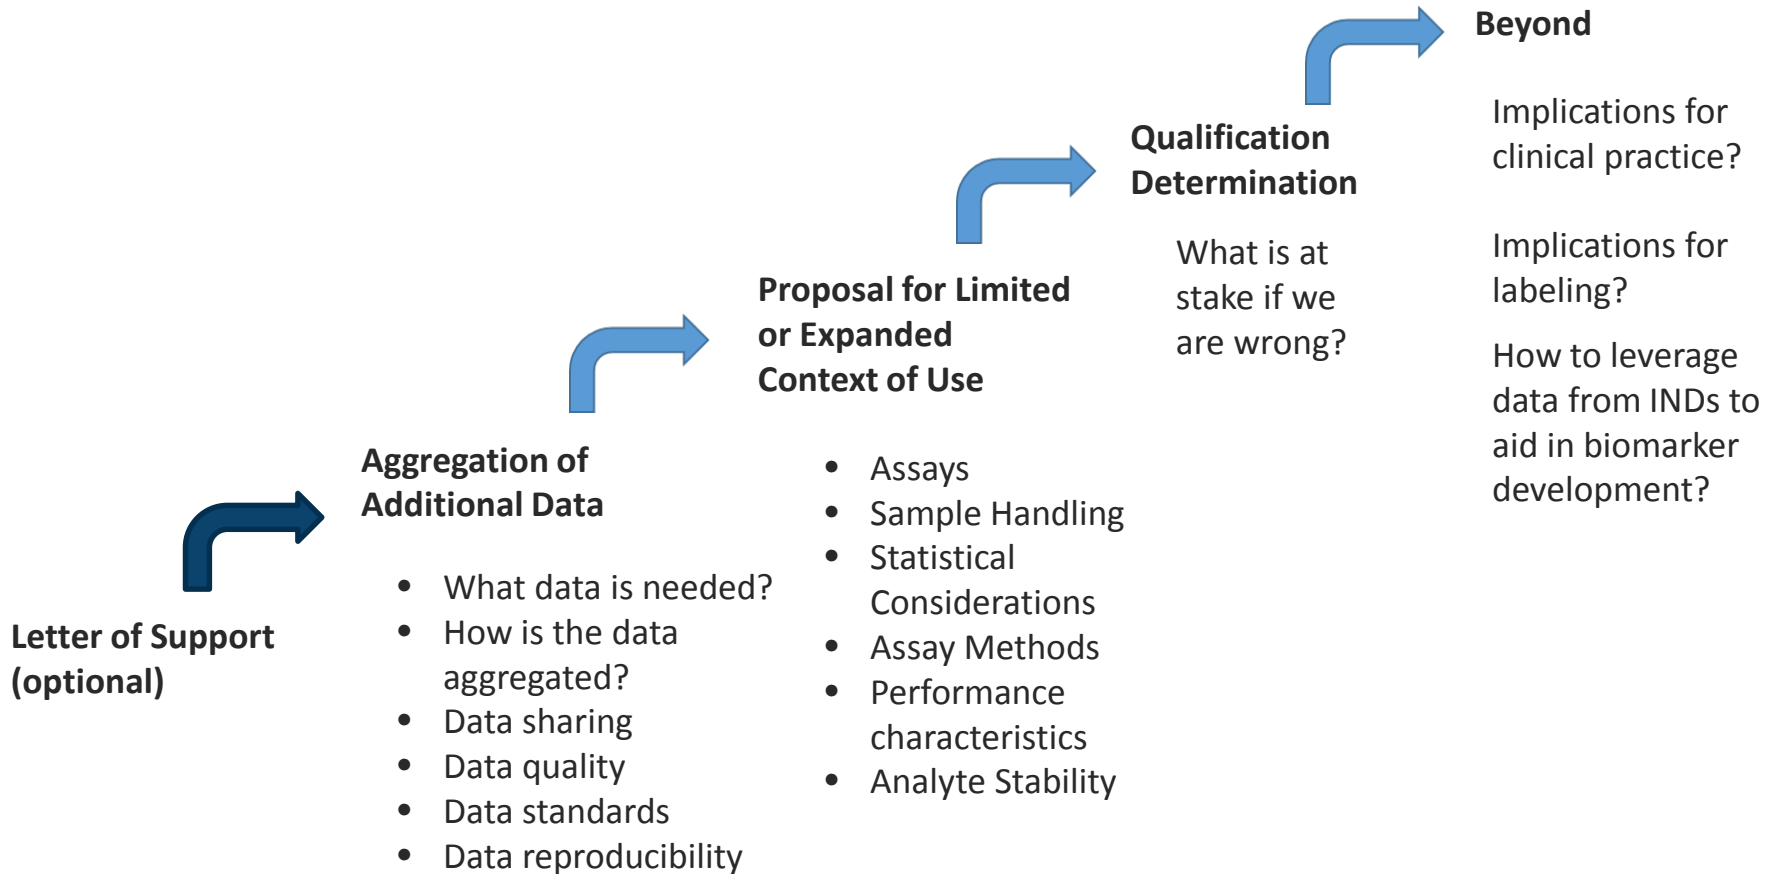 Letter of Support
(optional)
Aggregation of
Additional Data
• What data is needed?
• How is the data
aggregated?
• Data sharing
• Data quality
• Data standards
• Data reproducibility
Proposal for Limited
or Expanded
Context of Use
• Assays
• Sample Handling
• Statistical
Considerations
• Assay Methods
• Performance
characteristics
• Analyte Stability
Qualification
Determination
What is at
stake if we
are wrong?
Beyond
Implications for
clinical practice?
Implications for
labeling?
How to leverage
data from INDs to
aid in biomarker
development?